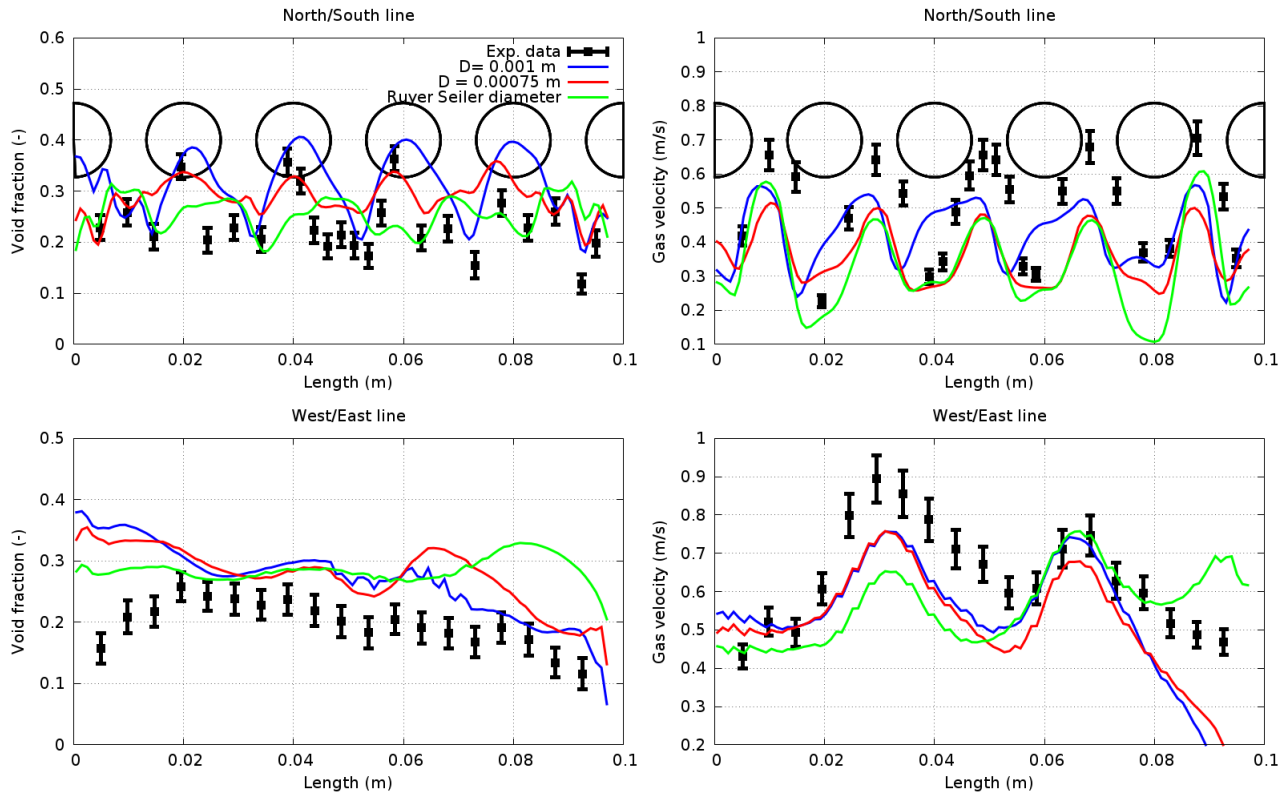 North/South line
0.6
0.5
0.4
0.3
0.2
0.1
0
Void fraction (-)
Exp. data
D= 0.001 m
D = 0.00075 m
Ruyer Seiler diameter
0 0.02 0.04 0.06 0.08 0.1
Length (m)
North/South line
1
0.9
0.8
0.7
0.6
0.5
0.4
0.3
0.2
0.1
Gas velocity (m/s)
0 0.02 0.04 0.06 0.08 0.1
Length (m)
West/East line
0.5
0.4
0.3
0.2
0.1
0
Void fraction (-)
0 0.02 0.04 0.06 0.08 0.1
Length (m)
West/East line
1
0.9
0.8
0.7
0.6
0.5
0.4
0.3
0.2
Gas velocity (m/s)
0 0.02 0.04 0.06 0.08 0.1
Length (m)